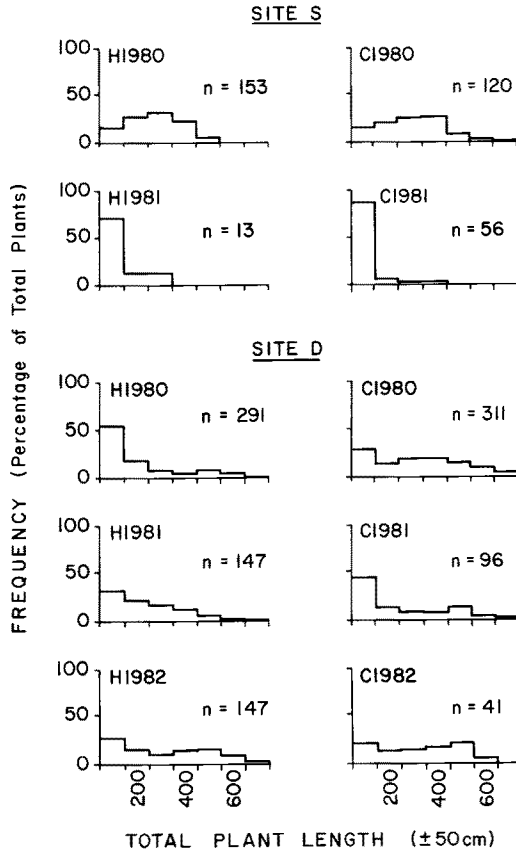 SITE S
H1980
n = 153
100
50
0
C1980
n = 120
H1981
n = 13
100
50
0
C1981
n = 56
SITE D
H1980
n = 291
100
50
0
C1980
n = 311
H1981
n = 147
100
50
0
C1981
n = 96
H1982
n = 147
100
50
0
C1982
n = 41
200
400
600
200
400
600
FREQUENCY (Percentage of Total Plants)
TOTAL PLANT LENGTH (±50cm)